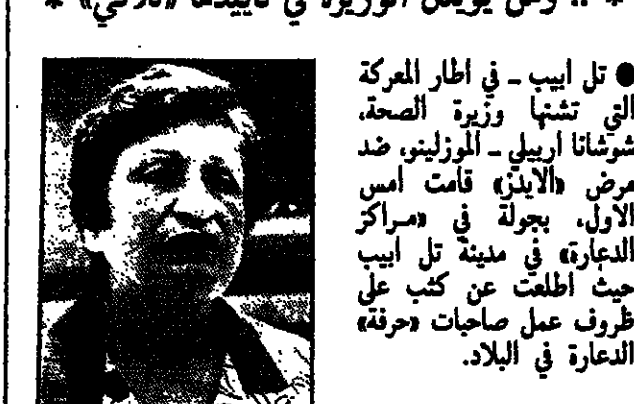 الوزيرة في
● تل ابيب ـ في اطار المعركة
التي تشنها وزيرة الصحة،
شوشانا اربيلي ـ الموزلينو، ضد
مرض «الايدز» قامت امس
الاول، بجولة في «مراكز
الدعارة» في مدينة تل ابيب
حيث اطلعت عن كثب على
ظروف عمل صاحبات «حرفة»
الدعارة في البلاد.